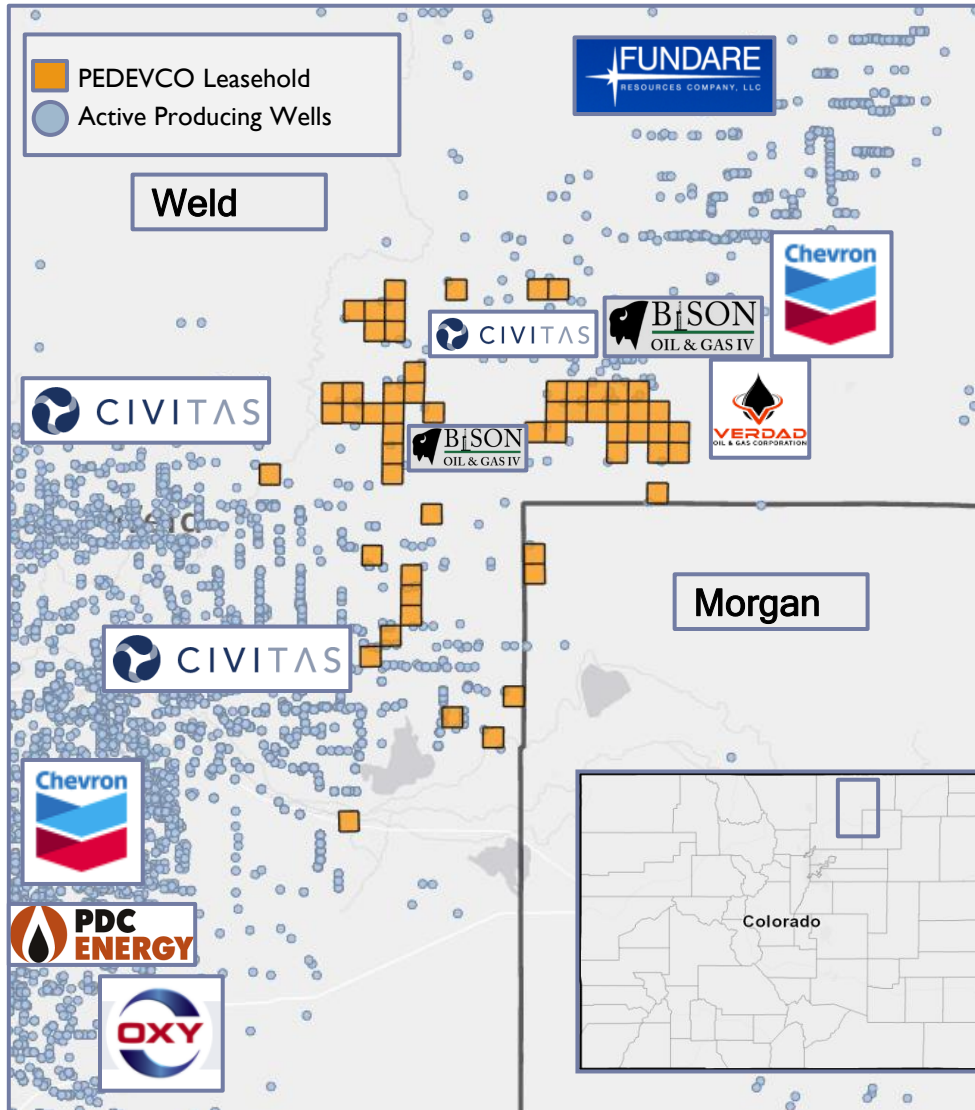 PEDEVCO Leasehold
Active Producing Wells
FUNDARE
RESOURCES COMPANY, LLC
Weld
Chevron
CIVITAS
BISON
OIL & GAS IV
CIVITAS
VERDAD
OIL & GAS CORPORATION
BISON
OIL & GAS IV
Weld
Morgan
CIVITAS
Chevron
PDC
ENERGY
Colorado
OXY